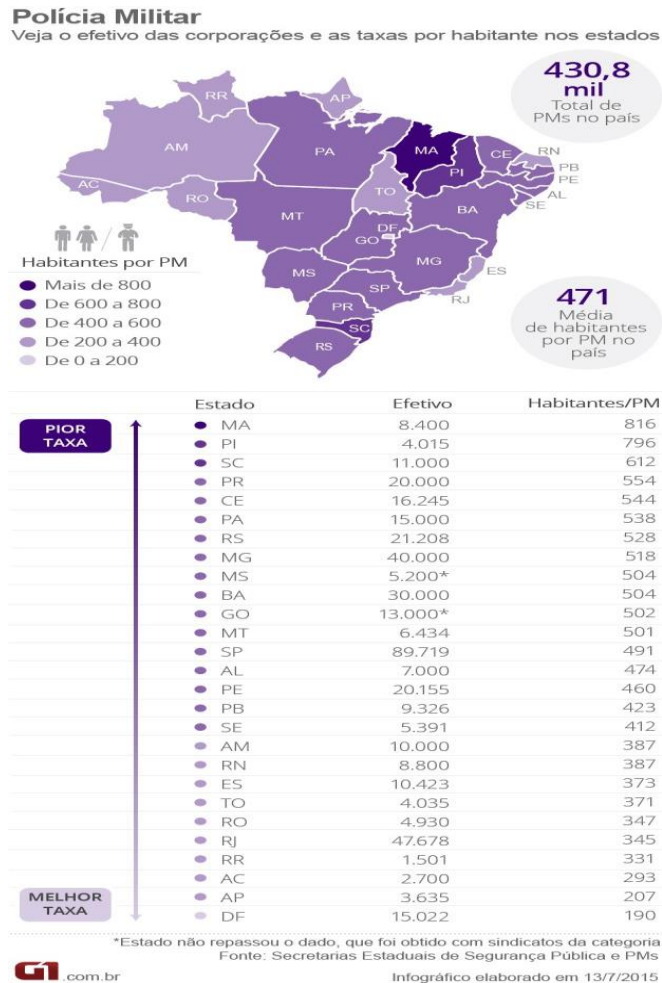 Polícia Militar
Veja o efetivo das corporações e as taxas por habitante nos estados
430,8
mil
Total de
PMs no país
RR
AP
AM
PA
MA
CE
RN
PB
PE
AL
SE
PI
AC
RO
TO
BA
MT
DF
GO
MG
ES
MS
SP
RJ
PR
SC
RS
Habitantes por PM
Mais de 800
De 600 a 800
De 400 a 600
De 200 a 400
De 0 a 200
471
Média
de habitantes
por PM no
país
Estado Efetivo Habitantes/PM
PIOR
TAXA
MA 8.400 816
PI 4.015 796
SC 11.000 612
PR 20.000 554
CE 16.245 544
PA 15.000 538
RS 21.208 528
MG 40.000 518
MS 5.200* 504
BA 30.000 504
GO 13.000* 502
MT 6.434 501
SP 89.719 491
AL 7.000 474
PE 20.155 460
PB 9.326 423
SE 5.391 412
AM 10.000 387
RN 8.800 387
ES 10.423 373
TO 4.035 371
RO 4.930 347
RJ 47.678 345
RR 1.501 331
AC 2.700 293
AP 3.635 207
DF 15.022 190
MELHOR
TAXA
*Estado não repassou o dado, que foi obtido com sindicatos da categoria
Fonte: Secretarias Estaduais de Segurança Pública e PMs
G1.com.br
Infográfico elaborado em 13/7/2015